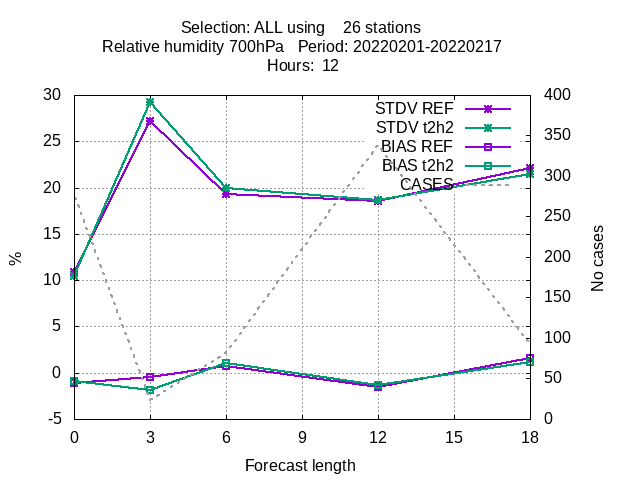 Selection: ALL using    26 stations
Relative humidity 700hPa   Period: 20220201-20220217
Hours:  12
30
25
20
15
10
5
0
-5
%
400
350
300
250
200
150
100
50
0
No cases
STDV REF
STDV t2h2
BIAS REF
BIAS t2h2
CASES
0 3 6 9 12 15 18
Forecast length